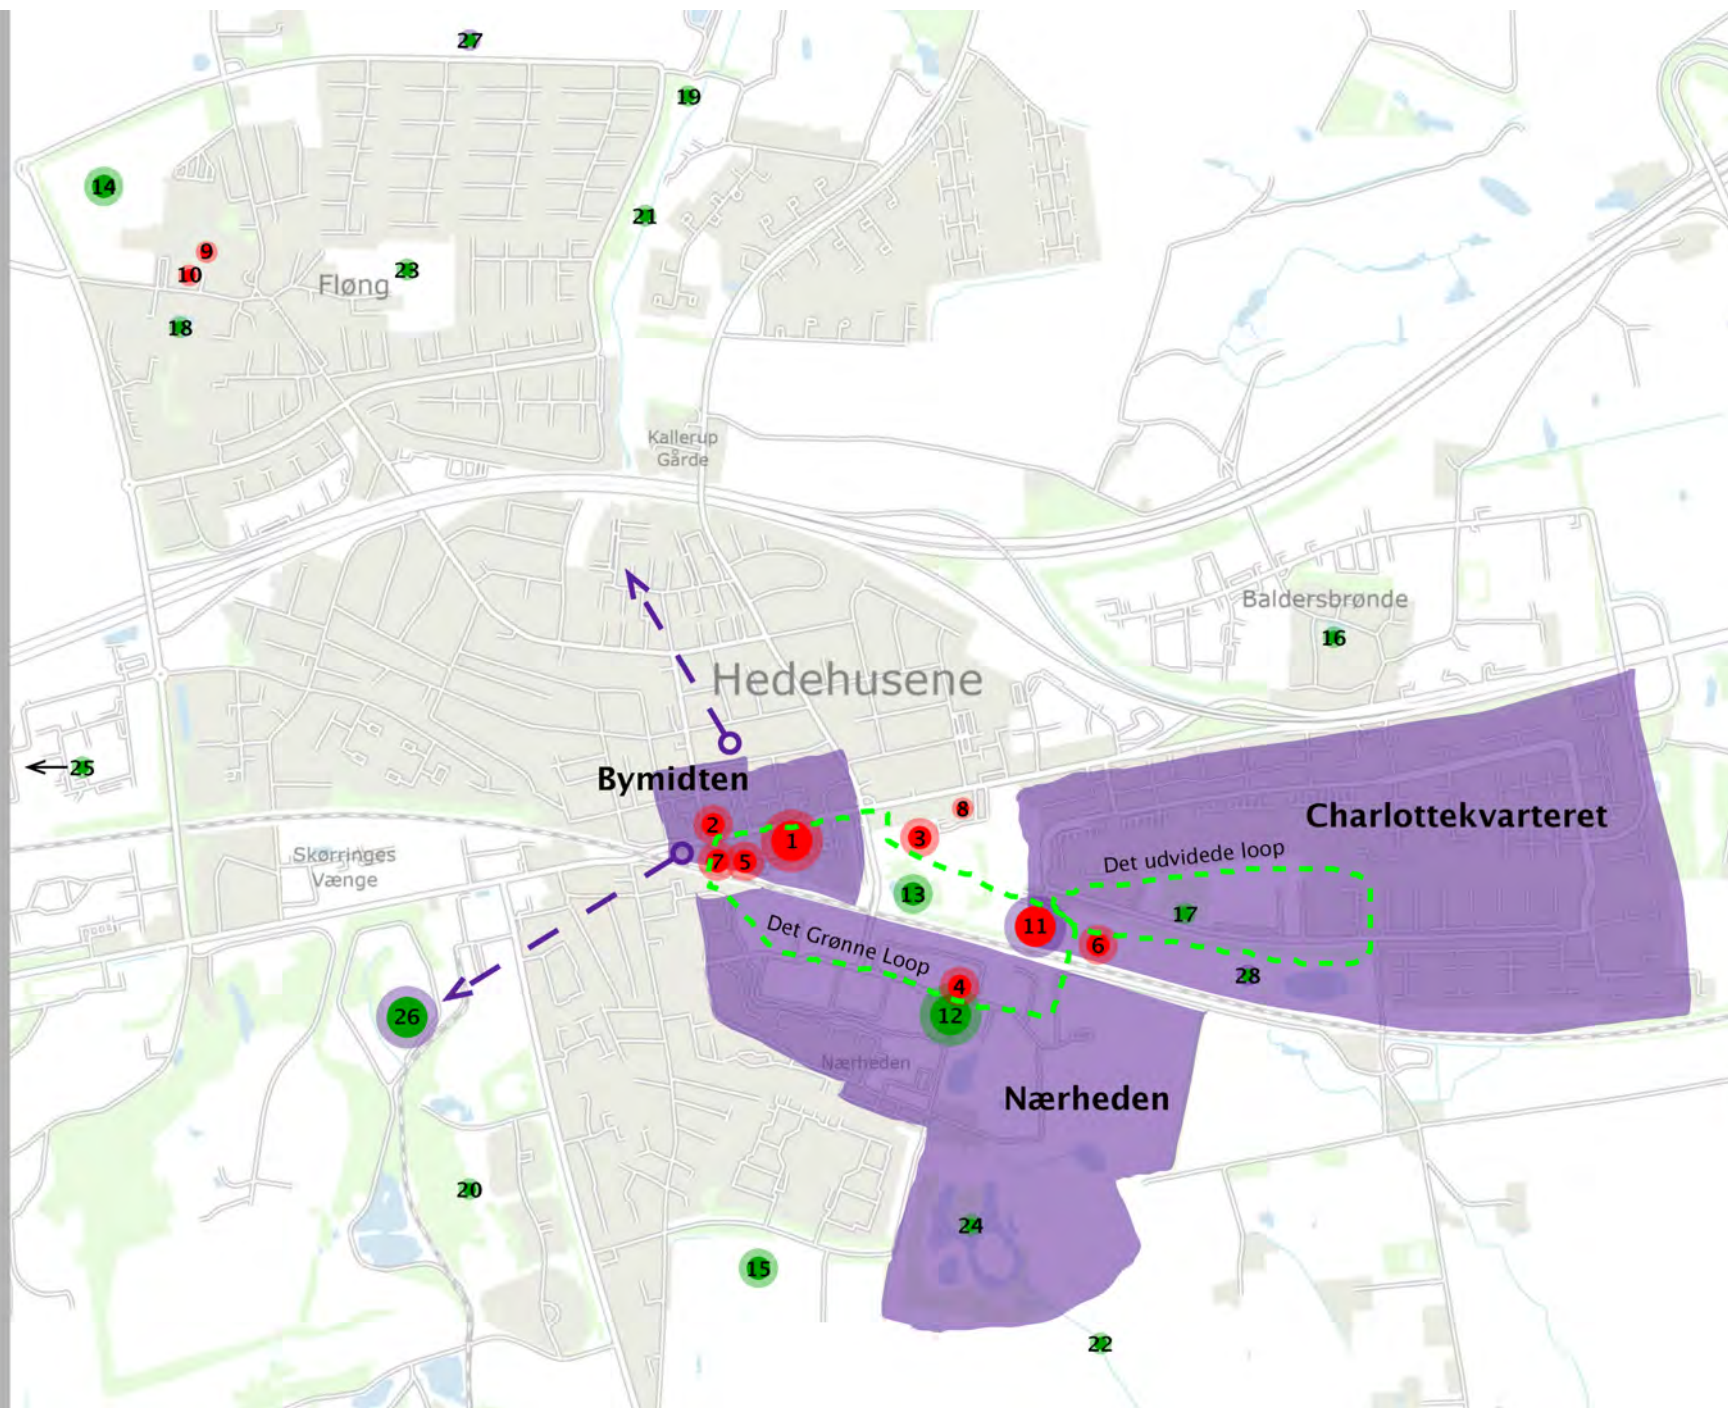 27
19
14
21
9
10
23
Fløng
18
Kallerup
Gårde
Baldersbrønde
16
Hedehusene
25
Bymidten
8
Charlottekvarteret
2
1
3
7
5
Skørringes
Vænge
Det udvidede loop
13
17
11
6
Det Grønne Loop
28
4
12
26
Nærheden
Nærheden
20
24
15
22